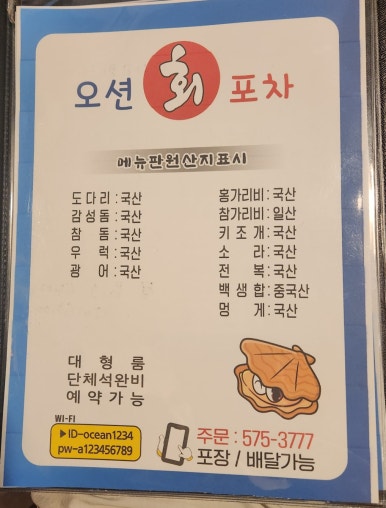 오션 회 포차
메뉴판원산지표시
도다리:국산
감성돔:국산
참돔:국산
우럭:국산
광어:국산
홍가리비:국산
참가리비:일산
키조개:국산
소라:국산
전복:국산
백생합:중국산
멍게:국산
대형룸
단체석완비
예약가능
WI-FI
▶ID-ocean1234
pw-a123456789
주문:575-3777
포장/배달가능